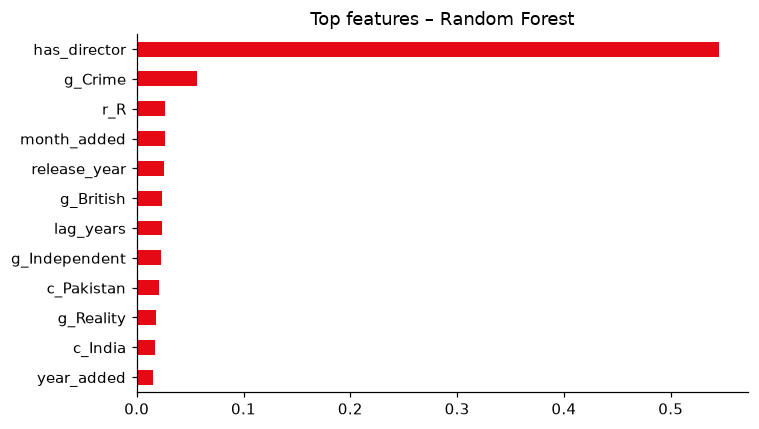 Top features – Random Forest
has_director
g_Crime
r_R
month_added
release_year
g_British
lag_years
g_Independent
c_Pakistan
g_Reality
c_India
year_added
0.0 0.1 0.2 0.3 0.4 0.5